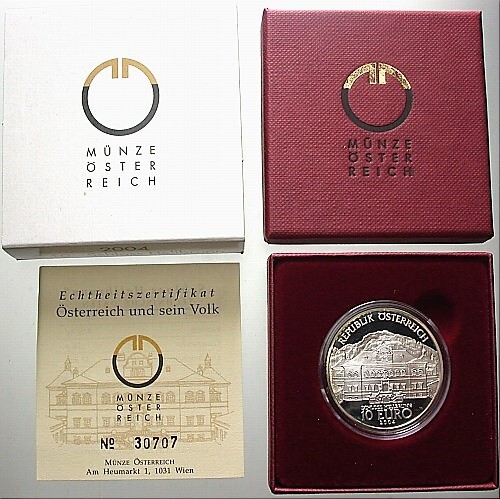 MÜNZE
ÖSTER
REICH
2004
MÜNZE
ÖSTER
REICH
Echtheitszertifikat
Österreich und sein Volk
MÜNZE
ÖSTER
REICH
№ 30707
MÜNZE ÖSTERREICH
Am Heumarkt 1, 1031 Wien
REPUBLIK ÖSTERREICH
10 EURO
2004